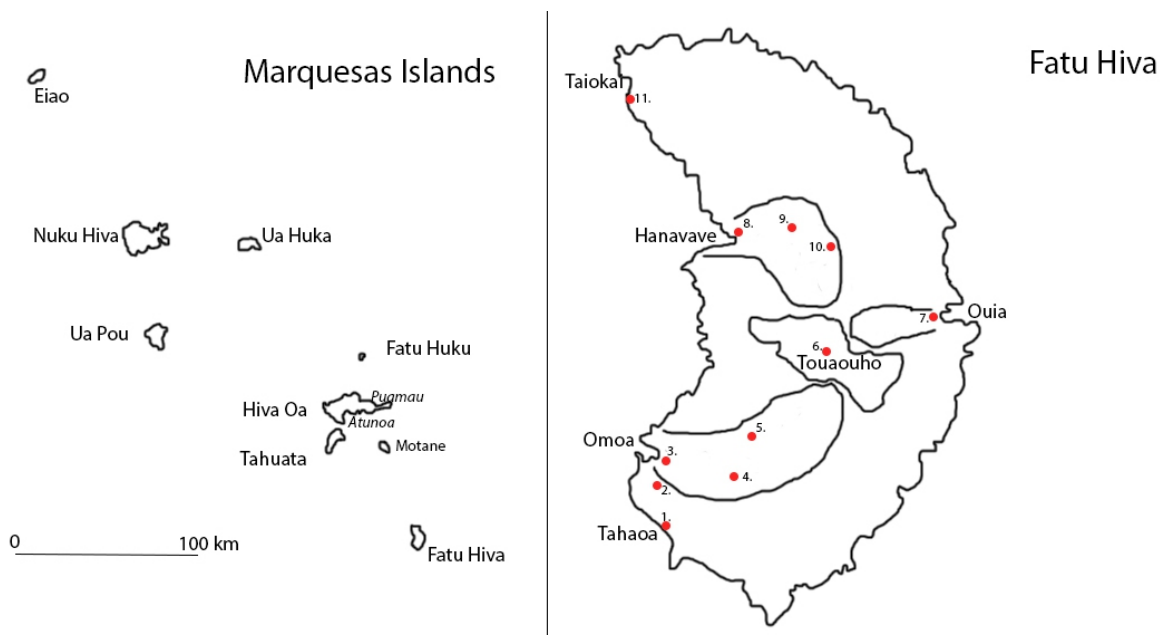 Marquesas Islands
Eiao
Nuku Hiva
Ua Huka
Ua Pou
Fatu Huku
Hiva Oa
Puamau
Atunoa
Tahuata
Motane
Fatu Hiva
0 100 km
Fatu Hiva
Taiokai
11.
Hanavave
8.
9.
10.
Ouia
7.
6.
Touaouho
Omoa
5.
3.
4.
2.
1.
Tahaoa